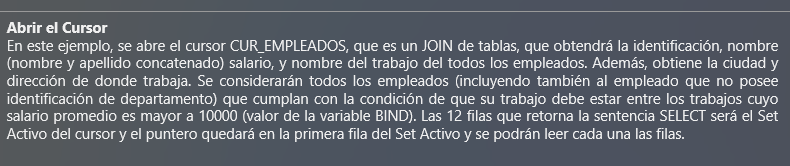 Abrir el Cursor
En este ejemplo, se abre el cursor CUR_EMPLEADOS, que es un JOIN de tablas, que obtendrá la identificación, nombre
(nombre y apellido concatenado) salario, y nombre del trabajo del todos los empleados. Además, obtiene la ciudad y
dirección de donde trabaja. Se considerarán todos los empleados (incluyendo también al empleado que no posee
identificación de departamento) que cumplan con la condición de que su trabajo debe estar entre los trabajos cuyo
salario promedio es mayor a 10000 (valor de la variable BIND). Las 12 filas que retorna la sentencia SELECT será el Set
Activo del cursor y el puntero quedará en la primera fila del Set Activo y se podrán leer cada una las filas.